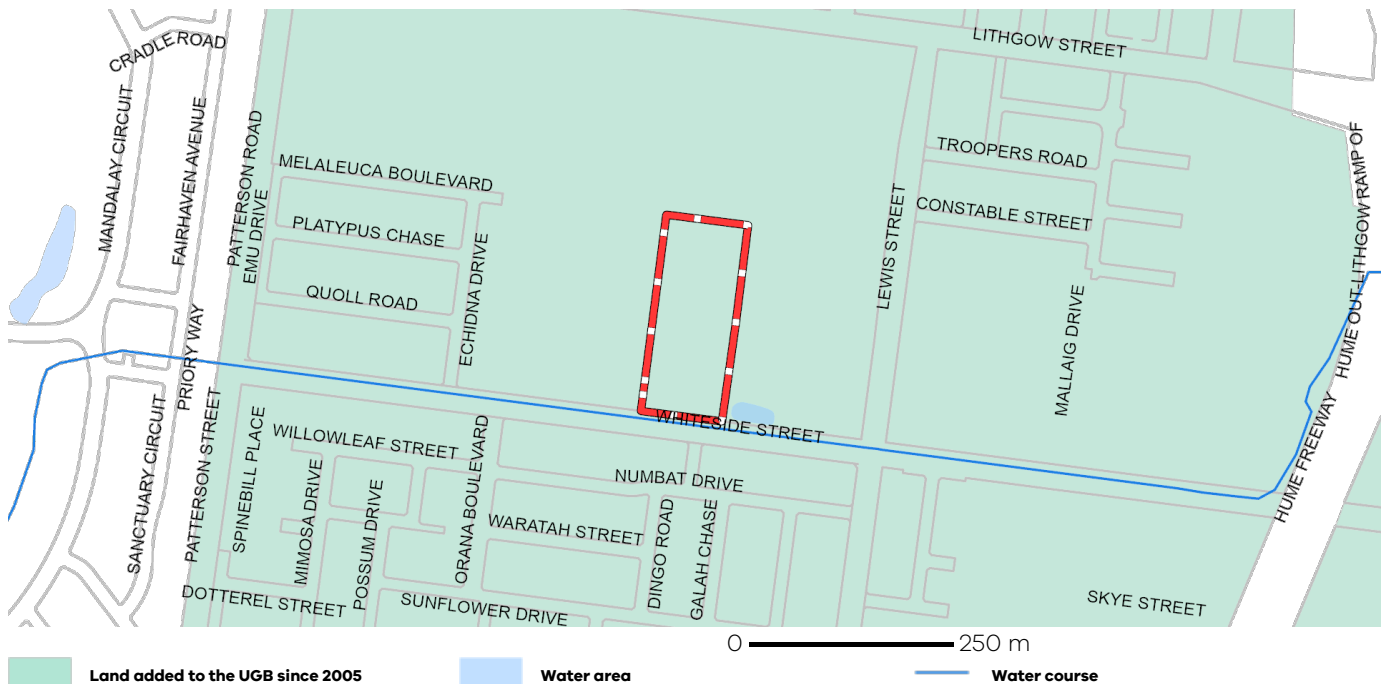 CRADLE ROAD
LITHGOW STREET
MANDALAY CIRCUIT
FAIRHAVEN AVENUE
PATTERSON ROAD
EMU DRIVE
MELALEUCA BOULEVARD
PLATYPUS CHASE
QUOLL ROAD
ECHIDNA DRIVE
LEWIS STREET
TROOPERS ROAD
CONSTABLE STREET
MALLAIG DRIVE
HUME OUT-LITHGOW RAMP OF
HUME FREEWAY
PRIORY WAY
PATTERSON STREET
SANCTUARY CIRCUIT
SPINEBILL PLACE
WILLOWLEAF STREET
MIMOSA DRIVE
POSSUM DRIVE
ORANA BOULEVARD
WHITESIDE STREET
NUMBAT DRIVE
WARATAH STREET
DINGO ROAD
GALAH CHASE
DOTTEREL STREET
SUNFLOWER DRIVE
SKYE STREET
0 250 m
Land added to the UGB since 2005
Water area
Water course